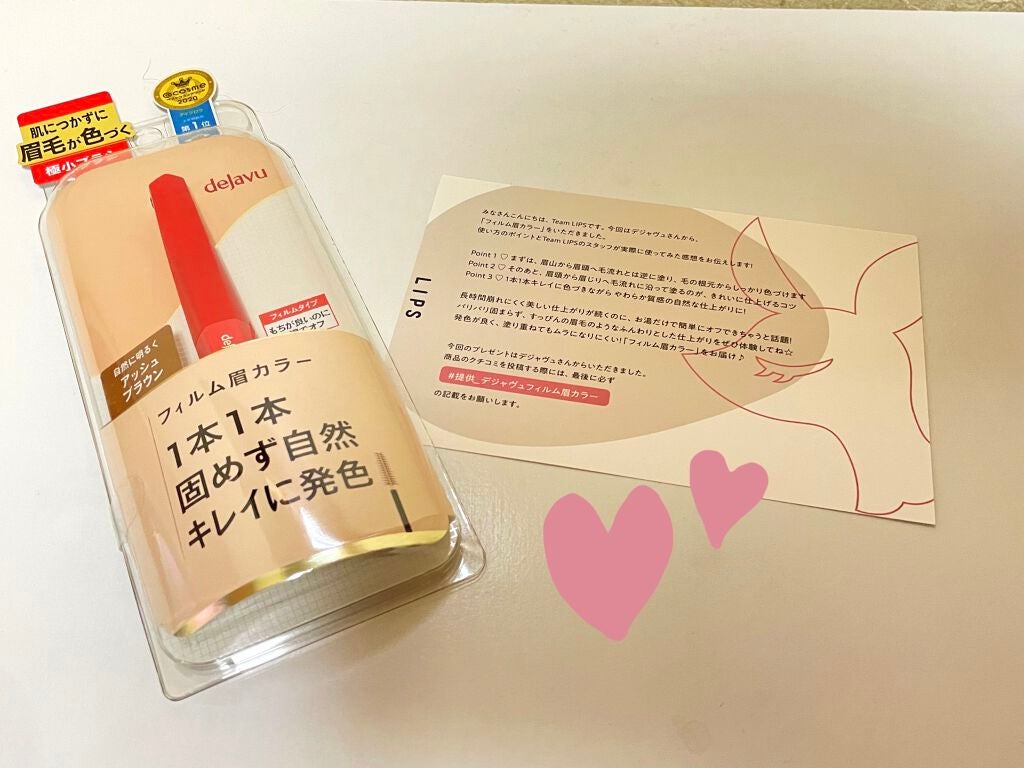 肌につかずに
眉毛が色づく
極小ブラシ
@cosme
2020
第1位
dejavu
フィルムタイプ
もちが良いのに
でオフ
自然に明るく
アッシュ
ブラウン
フィルム眉カラー
1本1本
固めず自然
キレイに発色
LIPS
みなさんこんにちは、Team LIPSです。今回はデジャヴュさんから、
「フィルム眉カラー」をいただきました。
使い方のポイントとTeam LIPSのスタッフが実際に使ってみた感想をお伝えします!
Point 1 ♡ まずは、眉山から眉頭へ毛流れとは逆に塗り、毛の根元からしっかり色づけます
Point 2 ♡ そのあと、眉頭から眉じりへ毛流れに沿って塗るのが、きれいに仕上げるコツ
Point 3 ♡ 1本1本キレイに色づきながら やわらか質感の自然な仕上がりに!
長時間崩れにくく美しい仕上がりが続くのに、お湯だけで簡単にオフできちゃうと話題!
パリパリ固まらず、すっぴんの眉毛のようなふんわりとした仕上がりをぜひ体験してね☆
発色が良く、塗り重ねてもムラになりにくい!「フィルム眉カラー」をお届け♪
今回のプレゼントはデジャヴュさんからいただきました。
商品のクチコミを投稿する際には、最後に必ず
#提供_デジャヴュフィルム眉カラー
の記載をお願いします。